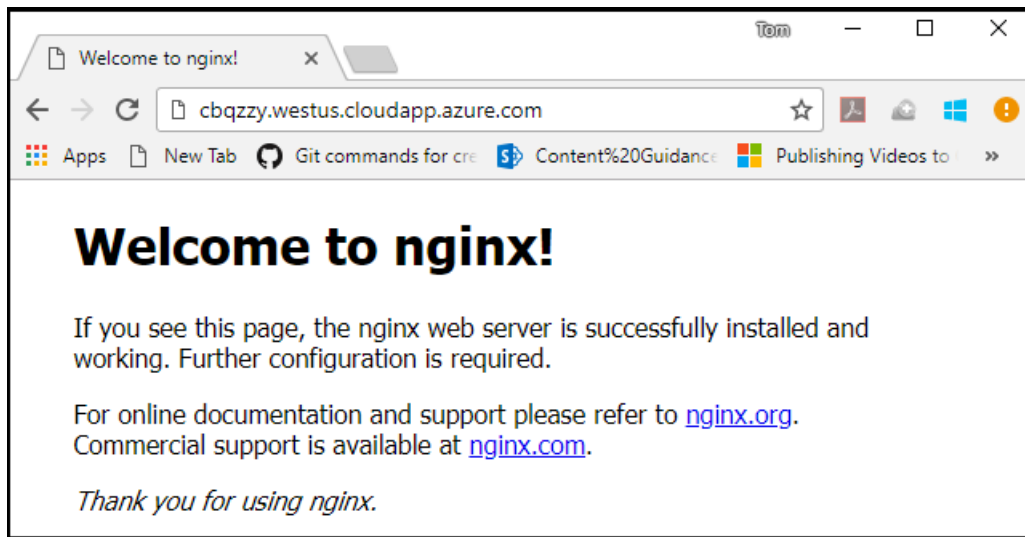 Tom
Welcome to nginx!
cbqzzy.westus.cloudapp.azure.com
Apps New Tab Git commands for cre Content%20Guidance Publishing Videos to
Welcome to nginx!
If you see this page, the nginx web server is successfully installed and
working. Further configuration is required.
For online documentation and support please refer to nginx.org.
Commercial support is available at nginx.com.
Thank you for using nginx.